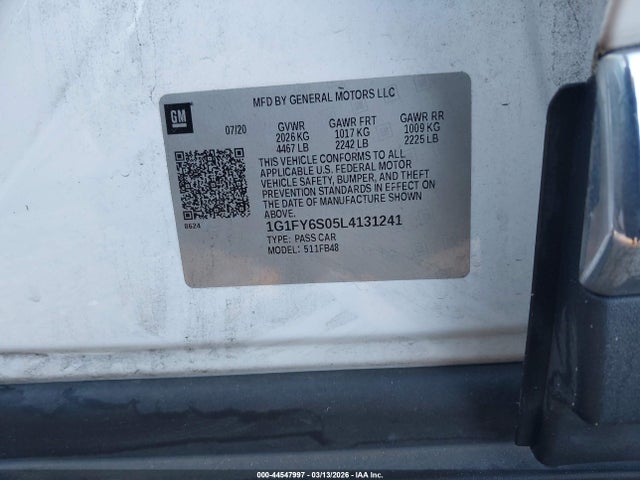 MFD BY GENERAL MOTORS LLC
GM
07/20 GVWR GAWR FRT GAWR RR
2026 KG 1017 KG 1009 KG
4467 LB 2242 LB 2225 LB
THIS VEHICLE CONFORMS TO ALL
APPLICABLE U.S. FEDERAL MOTOR
VEHICLE SAFETY, BUMPER, AND THEFT
PREVENTION STANDARDS IN EFFECT ON
THE DATE OF MANUFACTURE SHOWN
ABOVE.
8624
1G1FY6S05L4131241
TYPE: PASS CAR
MODEL: 511FB48
000-44547997 | 03/13/2026 | IAA Inc.